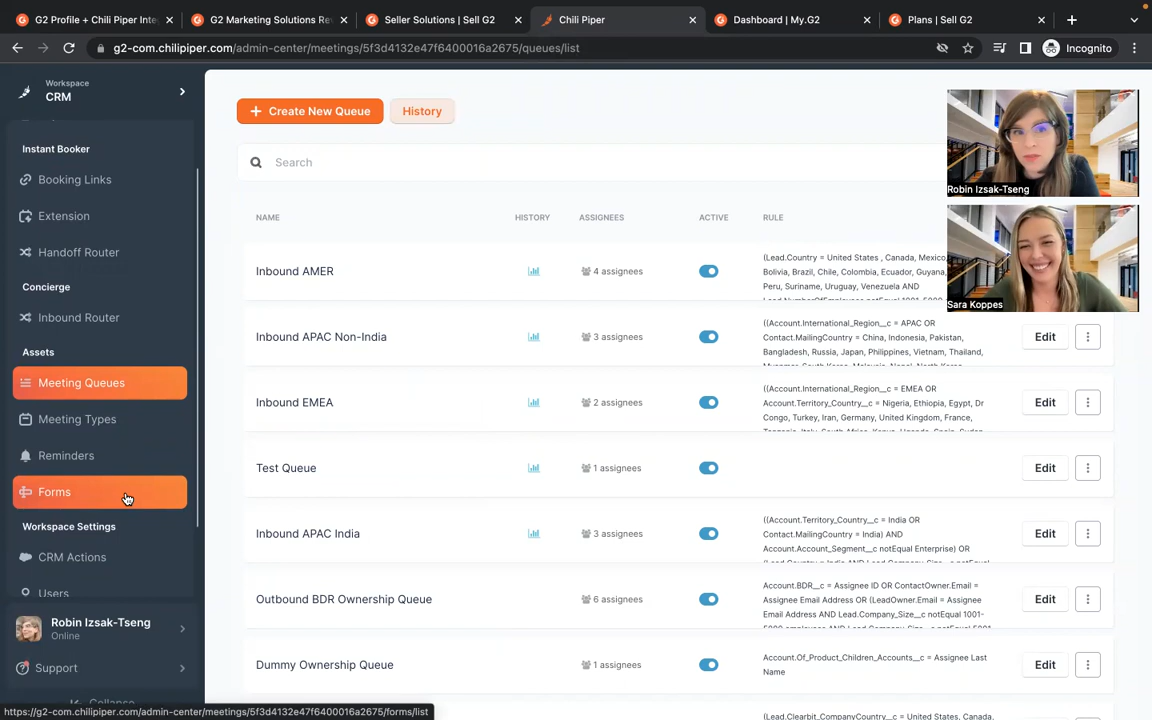 G2 Profile + Chili Piper Inte
G2 Marketing Solutions Re
Seller Solutions | Sell G2
Chili Piper
Dashboard | My.G2
Plans | Sell G2
g2-com.chilipiper.com/admin-center/meetings/5f3d4132e47f6400016a2675/queues/list
Incognito
Workspace
CRM
Instant Booker
Booking Links
Extension
Handoff Router
Concierge
Inbound Router
Assets
Meeting Queues
Meeting Types
Reminders
Forms
Workspace Settings
CRM Actions
Users
Robin Izsak-Tseng
Online
Support
Collapse
https://g2-com.chilipiper.com/admin-center/meetings/5f3d4132e47f6400016a2675/forms/list
Create New Queue
History
Search
NAME HISTORY ASSIGNEES ACTIVE RULE
Inbound AMER
4 assignees
(Lead.Country = United States , Canada, Mexico
Bolivia, Brazil, Chile, Colombia, Ecuador, Guyana,
Peru, Suriname, Uruguay, Venezuela AND
Lead.NumberOfEmployees notEqual 1001-5000
Inbound APAC Non-India
3 assignees
((Account.International_Region__c = APAC OR
Contact.MailingCountry = China, Indonesia, Pakistan,
Bangladesh, Russia, Japan, Philippines, Vietnam, Thailand,
Edit
Inbound EMEA
2 assignees
((Account.International_Region__c = EMEA OR
Account.Territory_Country__c = Nigeria, Ethiopia, Egypt, Dr
Congo, Turkey, Iran, Germany, United Kingdom, France,
Edit
Test Queue
1 assignees
Edit
Inbound APAC India
3 assignees
((Account.Territory_Country__c = India OR
Contact.MailingCountry = India) AND
Account.Account_Segment__c notEqual Enterprise) OR
Edit
Outbound BDR Ownership Queue
6 assignees
Account.BDR__c = Assignee ID OR ContactOwner.Email =
Assignee Email Address OR (LeadOwner.Email = Assignee
Email Address AND Lead.Company_Size__c notEqual 1001-
Edit
Dummy Ownership Queue
1 assignees
Account.Of_Product_Children_Accounts__c = Assignee Last
Name
Edit
(Lead.Clearbit_CompanyCountry = United States, Canada,
Robin Izsak-Tseng
Sara Koppes